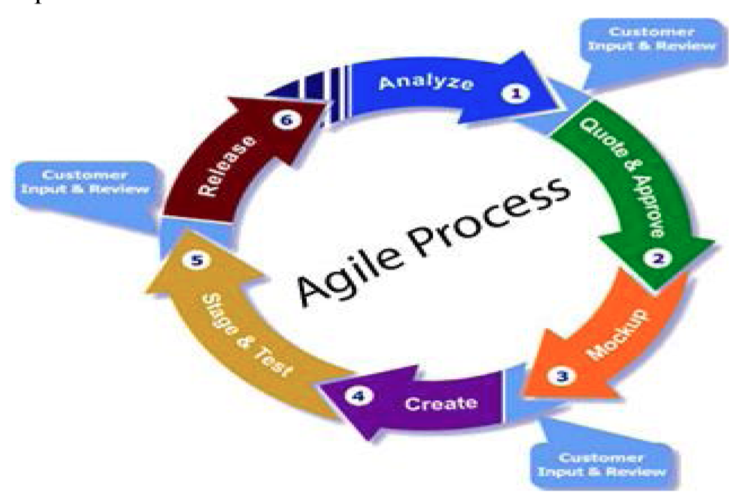 Customer
Input & Review
Analyze
1
Quote & Approve
2
Mockup
3
Customer
Input & Review
Create
4
Stage & Test
5
Customer
Input & Review
Release
6
Agile Process